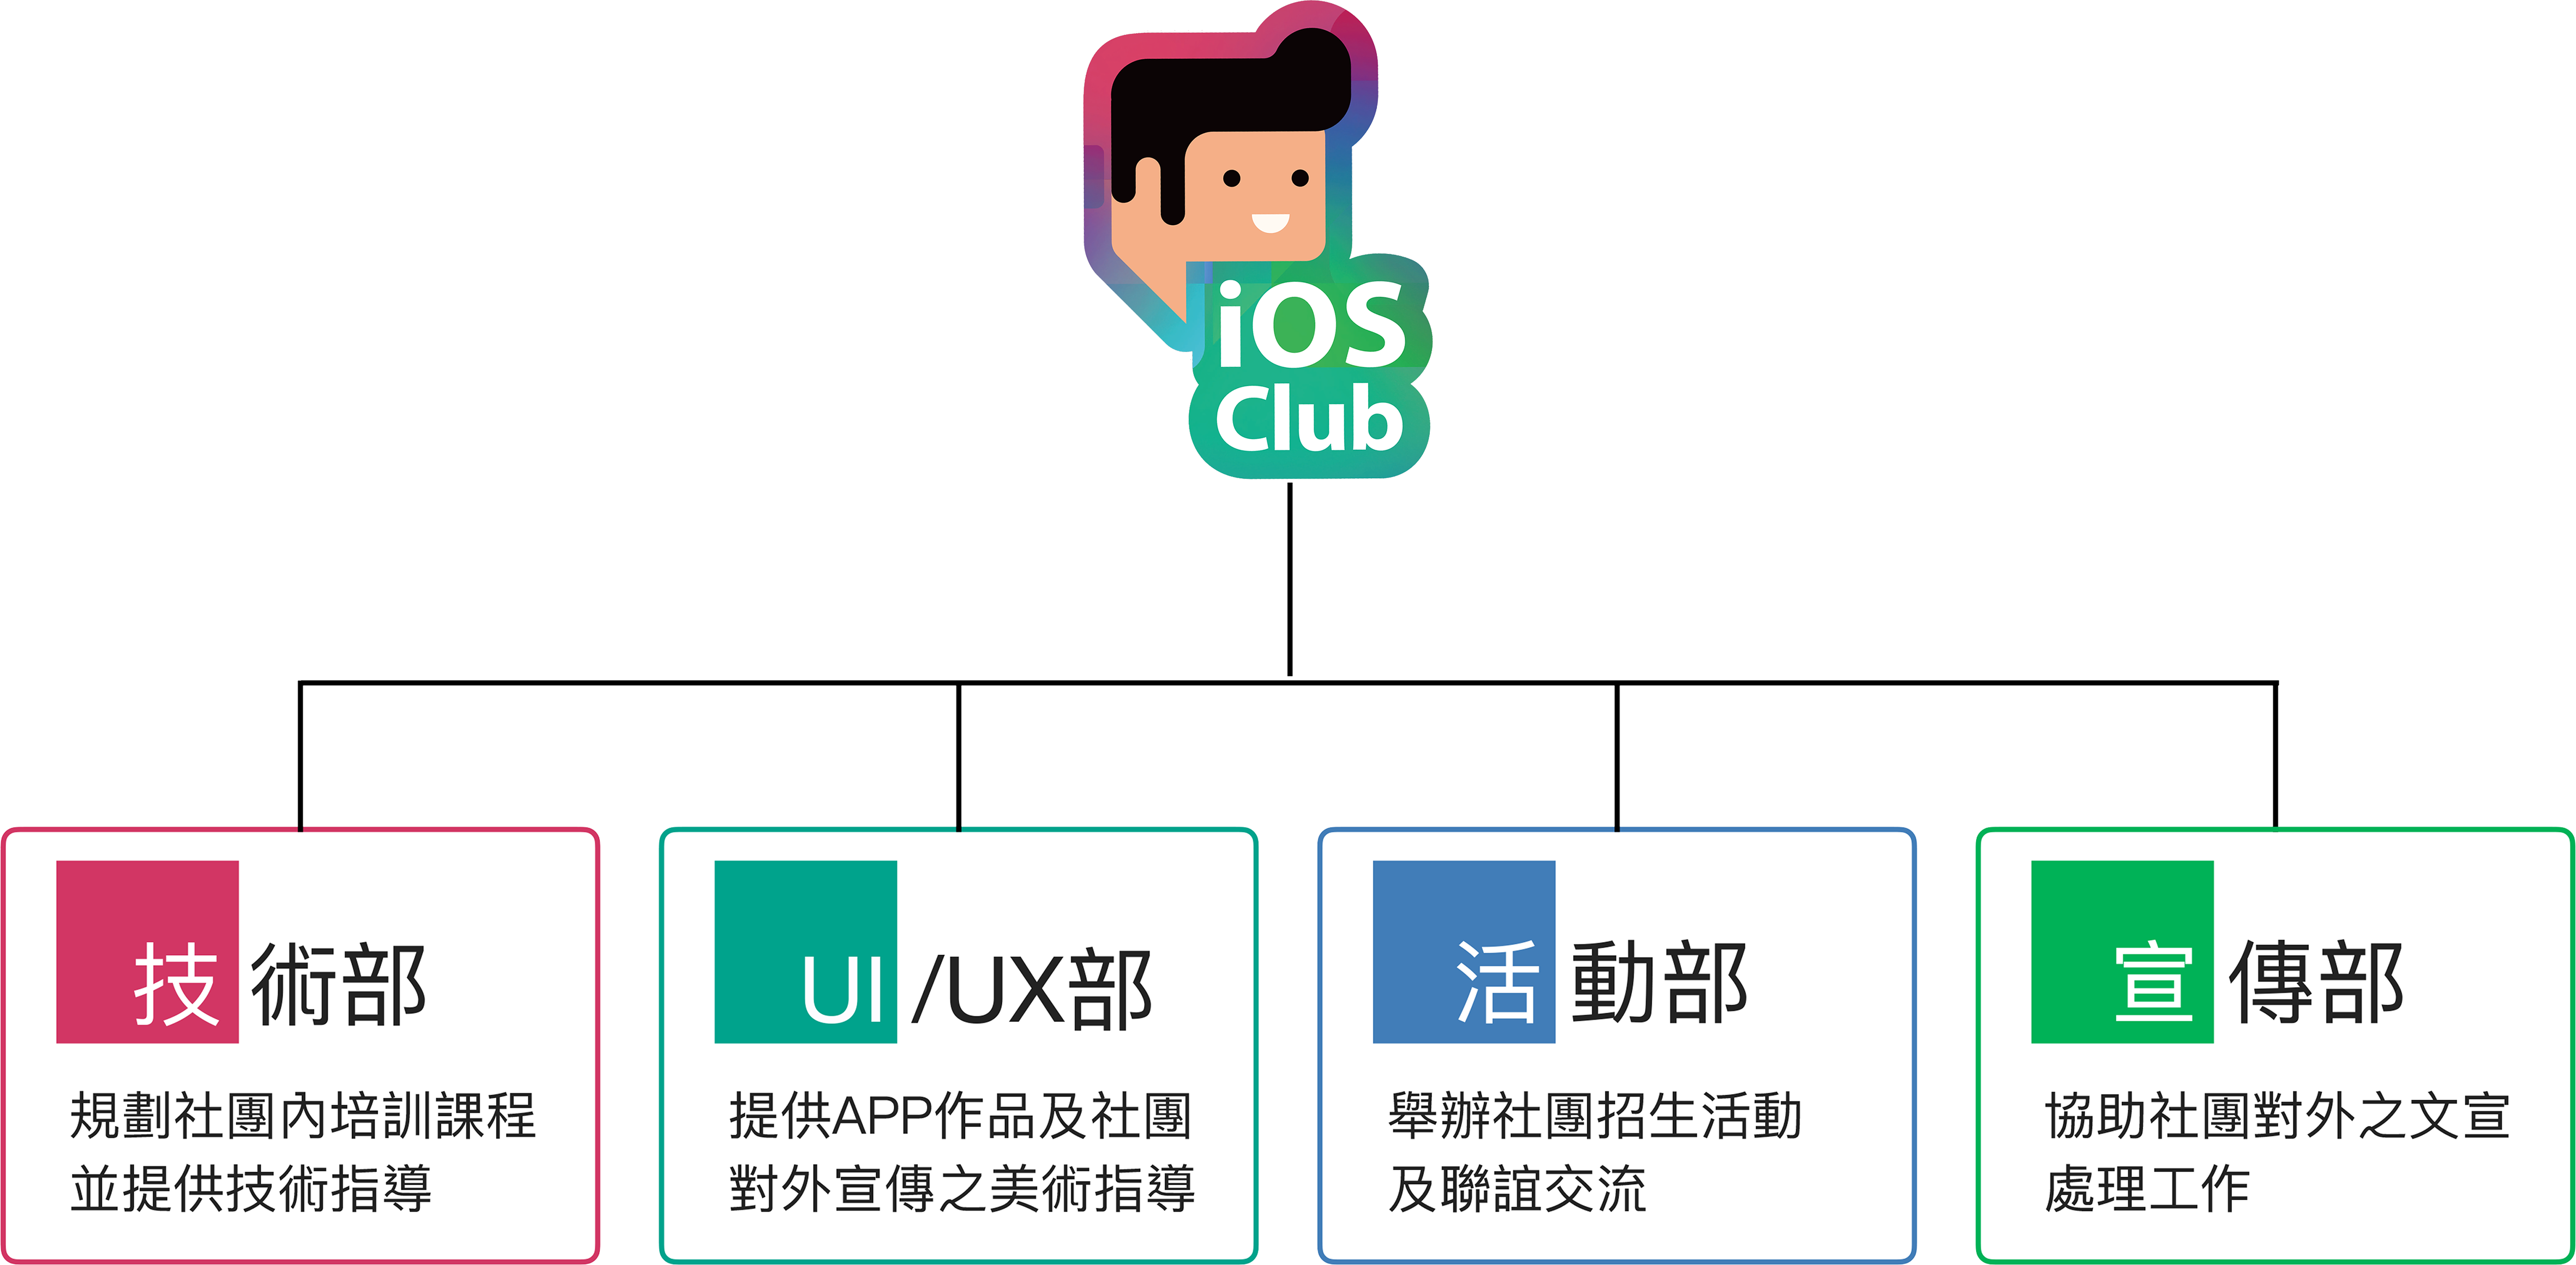 iOS
Club
技術部
規劃社團內培訓課程
並提供技術指導
UI/UX部
提供APP作品及社團
對外宣傳之美術指導
活動部
舉辦社團招生活動
及聯誼交流
宣傳部
協助社團對外之文宣
處理工作